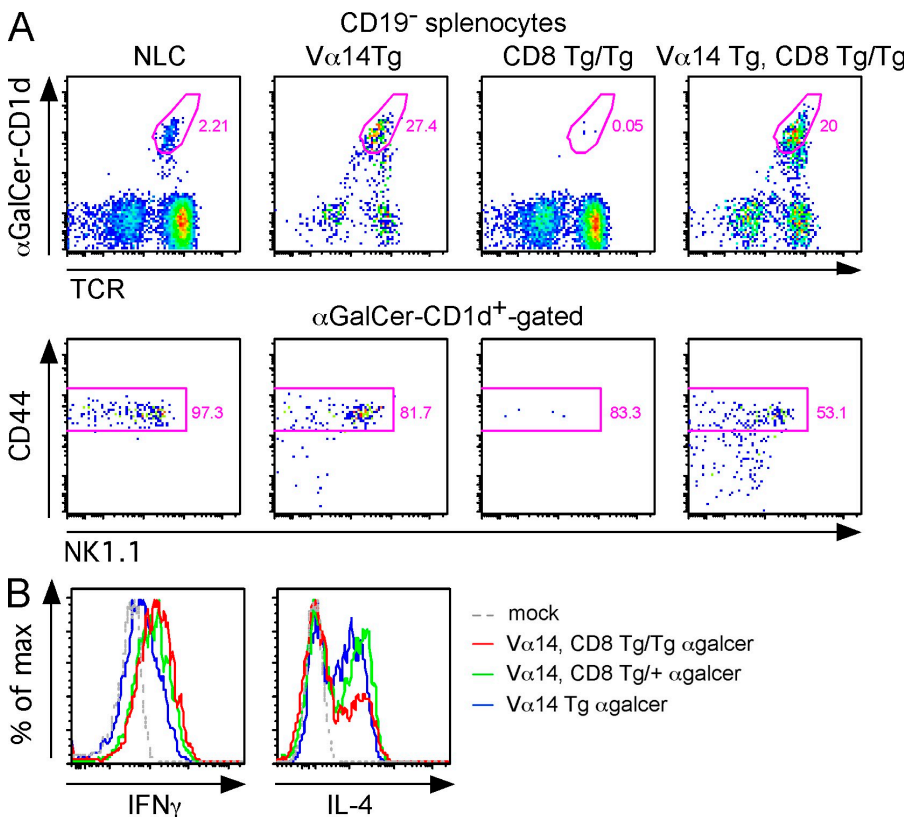 A
CD19⁻ splenocytes
NLC Vα14Tg CD8 Tg/Tg Vα14 Tg, CD8 Tg/Tg
αGalCer-CD1d
2.21 27.4 0.05 20
TCR
αGalCer-CD1d⁺-gated
CD44
97.3 81.7 83.3 53.1
NK1.1
B
% of max
IFNγ IL-4
mock
Vα14, CD8 Tg/Tg αgalcer
Vα14, CD8 Tg/+ αgalcer
Vα14 Tg αgalcer